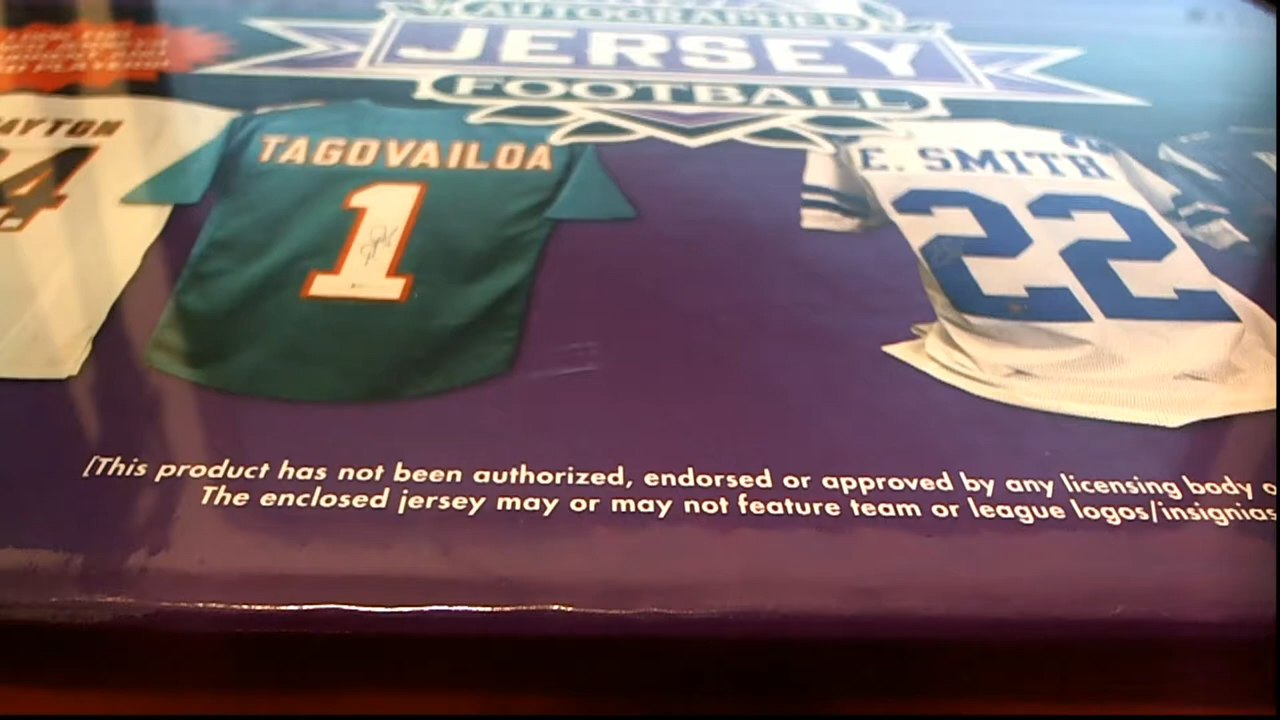 AUTOGRAPHED
JERSEY
FOOTBALL
AYTON
4
TAGOVAILOA
1
E. SMITH
22
[This product has not been authorized, endorsed or approved by any licensing body o
The enclosed jersey may or may not feature team or league logos/insignias